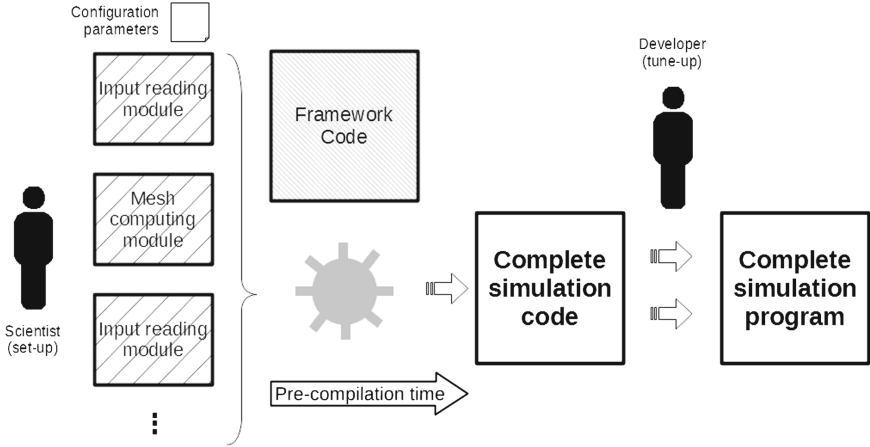 Configuration
parameters
Input reading
module
Mesh
computing
module
Input reading
module
Scientist
(set-up)
Framework
Code
Pre-compilation time
Complete
simulation
code
Developer
(tune-up)
Complete
simulation
program